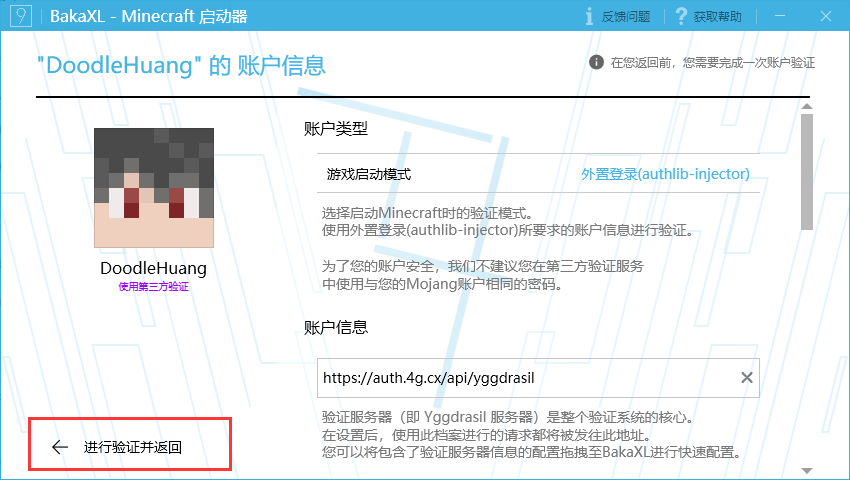 BakaXL - Minecraft 启动器
反馈问题
获取帮助
"DoodleHuang" 的 账户信息
在您返回前，您需要完成一次账户验证
DoodleHuang
使用第三方验证
账户类型
游戏启动模式 外置登录(authlib-injector)
选择启动Minecraft时的验证模式。
使用外置登录(authlib-injector)所要求的账户信息进行验证。
为了您的账户安全，我们不建议您在第三方验证服务
中使用与您的Mojang账户相同的密码。
账户信息
https://auth.4g.cx/api/yggdrasil
验证服务器（即 Yggdrasil 服务器）是整个验证系统的核心。
在设置后，使用此档案进行的请求都将被发往此地址。
您可以将包含了验证服务器信息的配置拖拽至BakaXL进行快速配置。
进行验证并返回